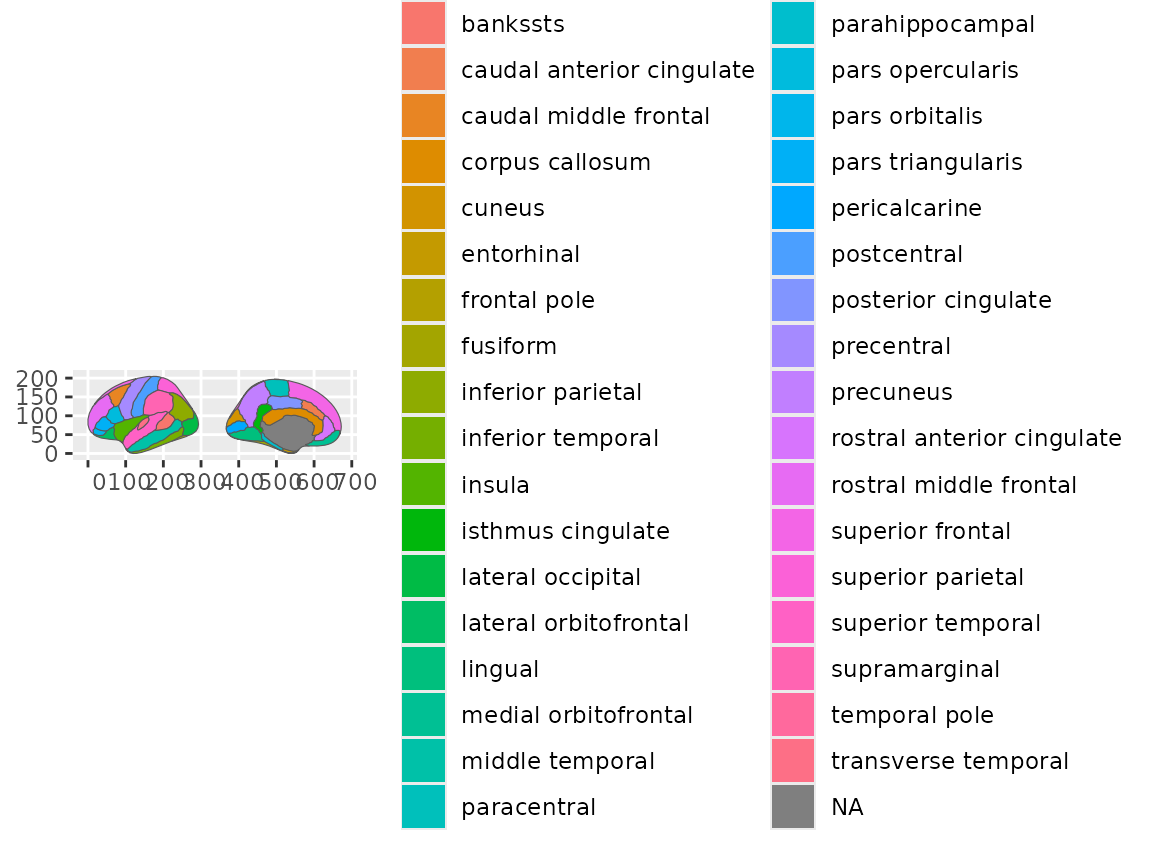 200
150
100
50
0
0 100 200 300 400 500 600 700
bankssts
caudal anterior cingulate
caudal middle frontal
corpus callosum
cuneus
entorhinal
frontal pole
fusiform
inferior parietal
inferior temporal
insula
isthmus cingulate
lateral occipital
lateral orbitofrontal
lingual
medial orbitofrontal
middle temporal
paracentral
parahippocampal
pars opercularis
pars orbitalis
pars triangularis
pericalcarine
postcentral
posterior cingulate
precentral
precuneus
rostral anterior cingulate
rostral middle frontal
superior frontal
superior parietal
superior temporal
supramarginal
temporal pole
transverse temporal
NA